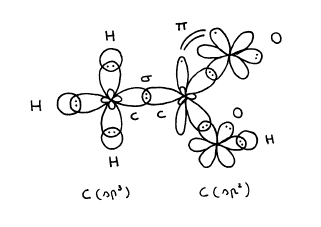 π
H O
σ
H C C
O H
H
C (sp³) C (sp²)